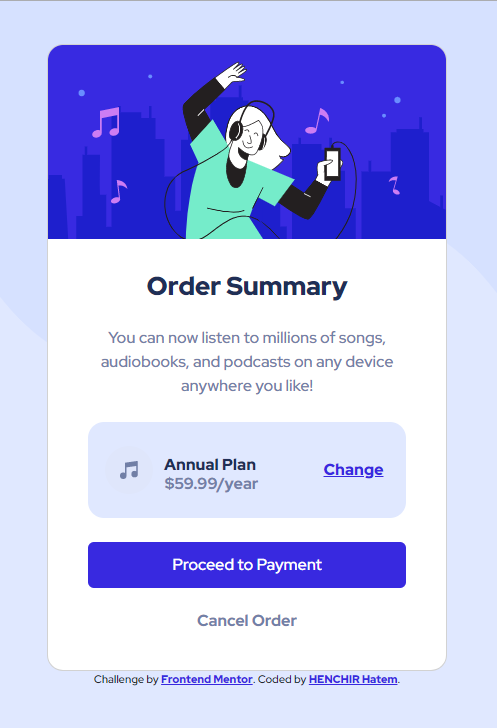 Order Summary
You can now listen to millions of songs,
audiobooks, and podcasts on any device
anywhere you like!
Annual Plan
$59.99/year
Change
Proceed to Payment
Cancel Order
Challenge by Frontend Mentor. Coded by HENCHIR Hatem.